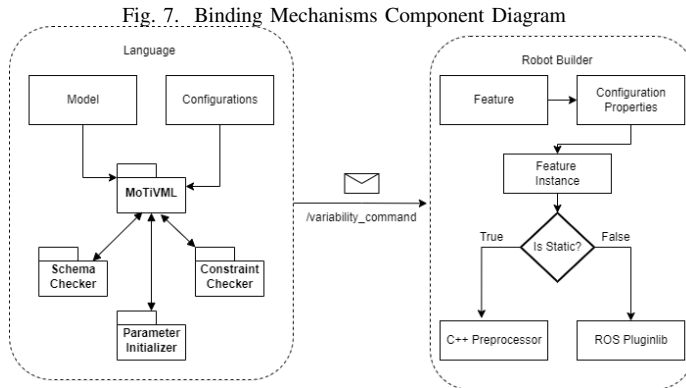 Fig. 7. Binding Mechanisms Component Diagram
Language
Model
Configurations
MoTiVML
Schema
Checker
Constraint
Checker
Parameter
Initializer
/variability_command
Robot Builder
Feature
Configuration
Properties
Feature
Instance
Is Static?
True
False
C++ Preprocessor
ROS Pluginlib